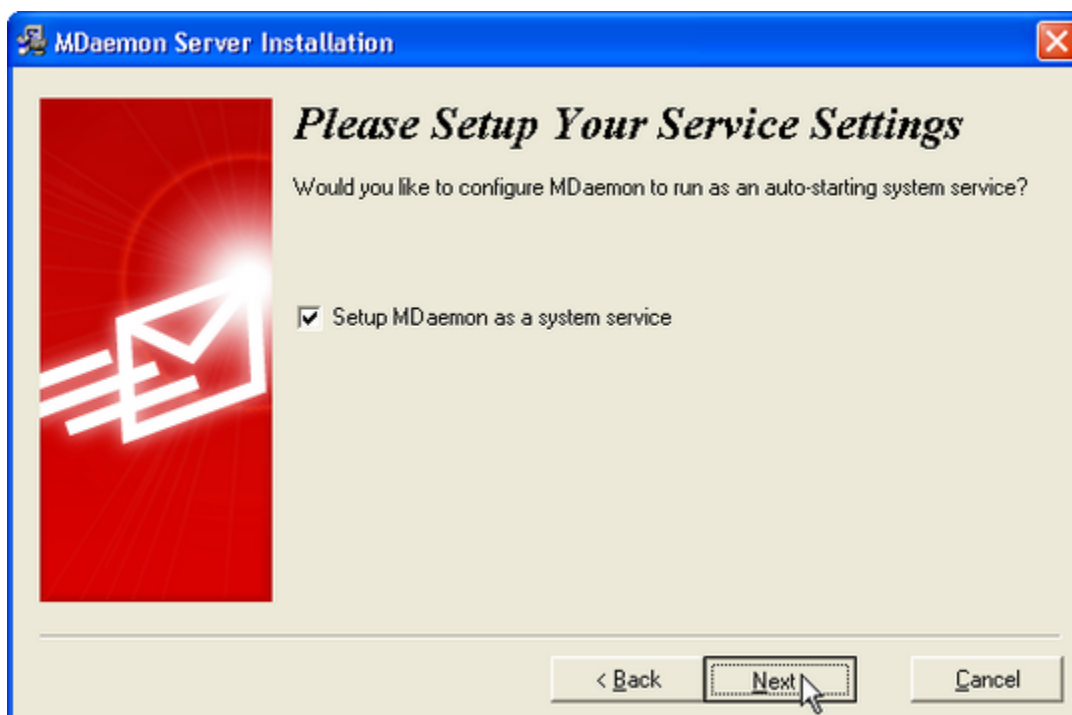 MDaemon Server Installation
Please Setup Your Service Settings
Would you like to configure MDaemon to run as an auto-starting system service?
Setup MDaemon as a system service
< Back
Next
Cancel